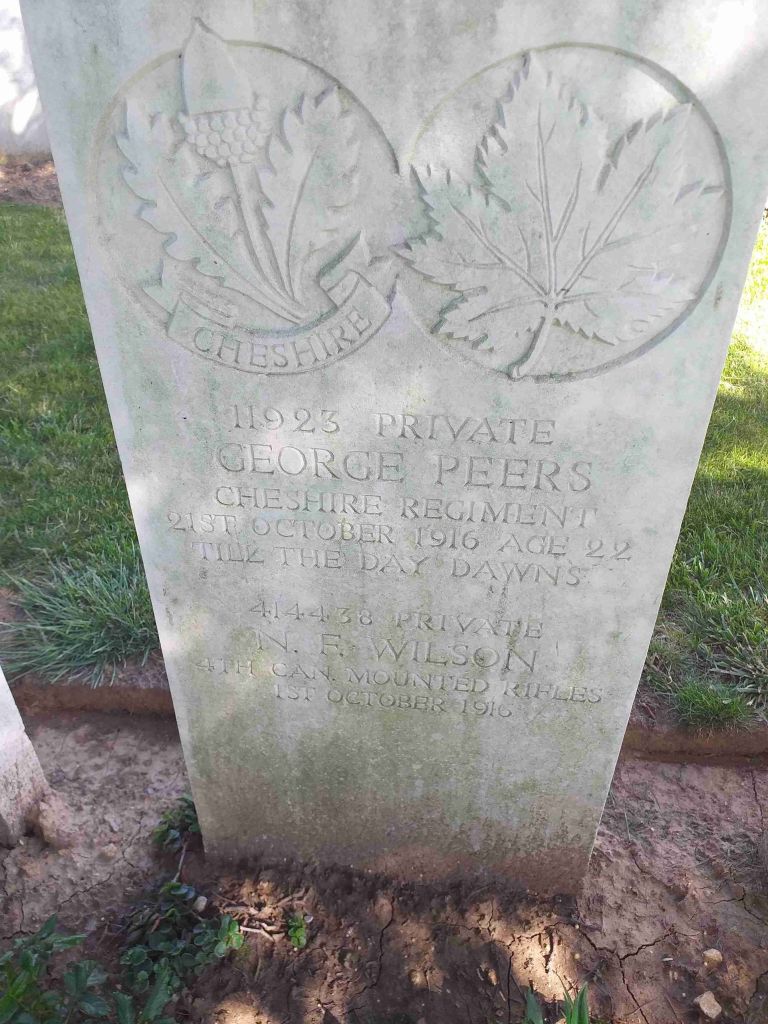 CHESHIRE
11923 PRIVATE
GEORGE PEERS
CHESHIRE REGIMENT
21ST OCTOBER 1916 AGE 22
TILL THE DAY DAWNS
414438 PRIVATE
N. F. WILSON
4TH CAN. MOUNTED RIFLES
1ST OCTOBER 1916